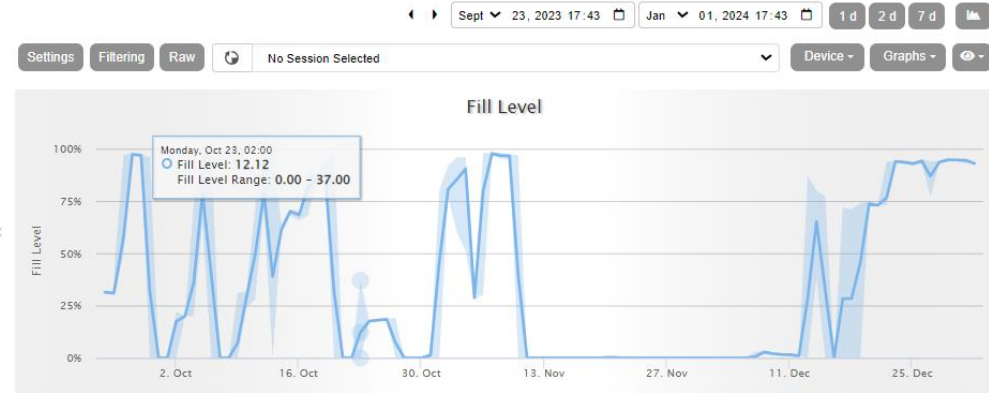 Sept 23, 2023 17:43 Jan 01, 2024 17:43 1 d 2 d 7 d
Settings Filtering Raw No Session Selected Device Graphs
Fill Level
100%
75%
50%
25%
0%
Fill Level
Monday, Oct 23, 02:00
Fill Level: 12.12
Fill Level Range: 0.00 – 37.00
2. Oct 16. Oct 30. Oct 13. Nov 27. Nov 11. Dec 25. Dec